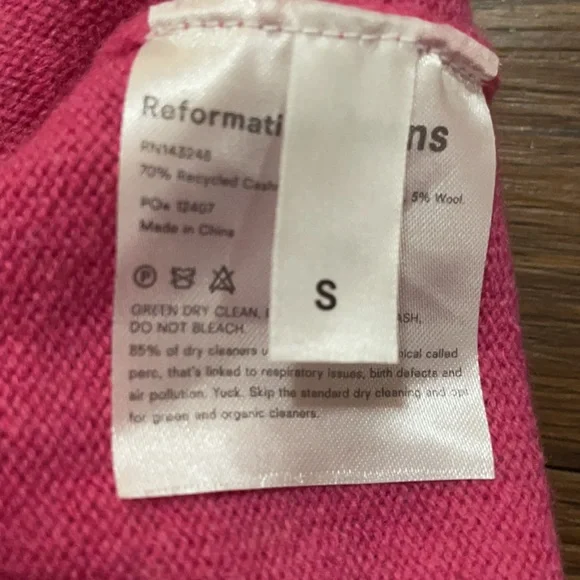 Reformati ns
RN143246
70% Recycled Cash , 5% Wool.
PO# 12407
Made in China
P
S
GREEN DRY CLEAN, ASH,
DO NOT BLEACH.
85% of dry cleaners u ical called
perc, that's linked to respiratory issues, birth defects and
air pollution. Yuck. Skip the standard dry cleaning and opt
for green and organic cleaners.